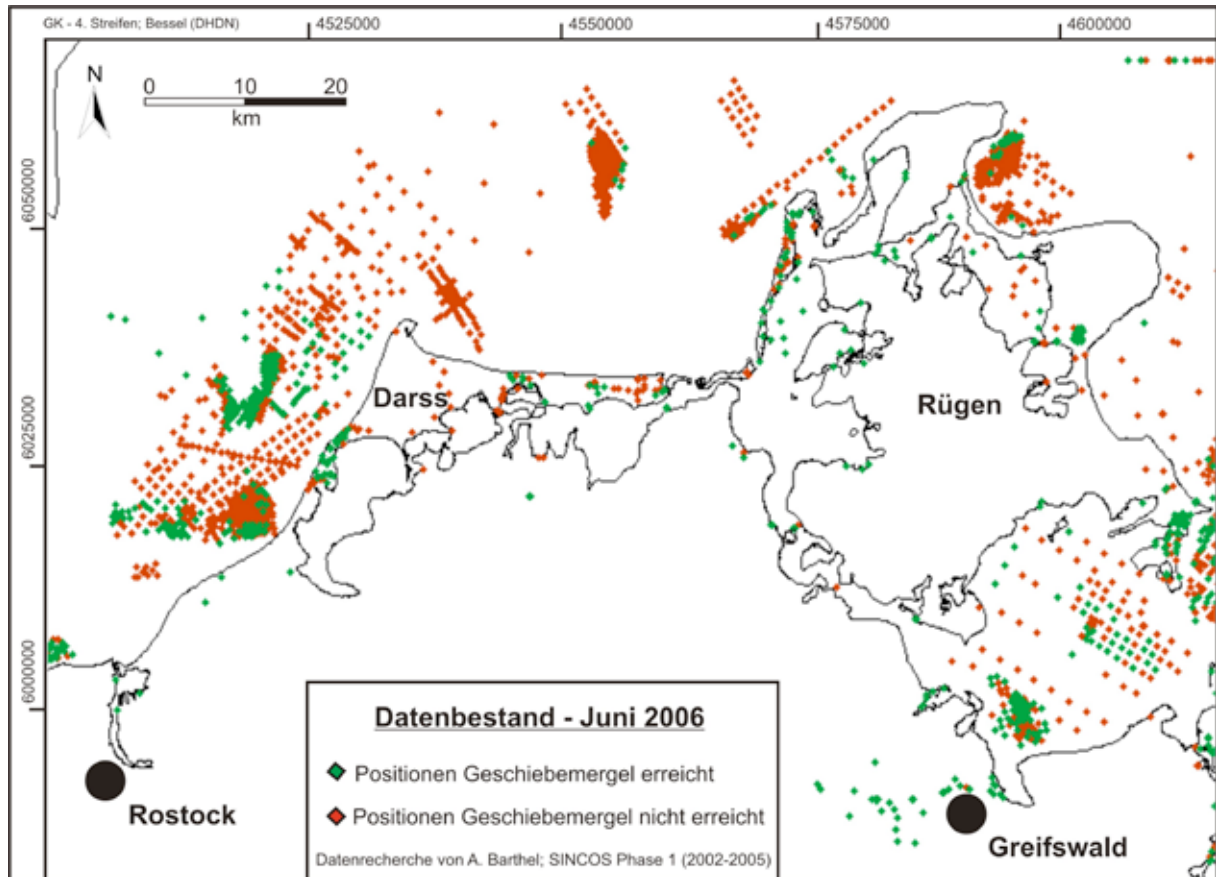 GK - 4. Streifen; Bessel (DHDN)
4525000
4550000
4575000
4600000
N
0 10 20
km
6050000
6025000
6000000
Darss
Rügen
Datenbestand - Juni 2006
Positionen Geschiebemergel erreicht
Positionen Geschiebemergel nicht erreicht
Datenrecherche von A. Barthel; SINCOS Phase 1 (2002-2005)
Rostock
Greifswald